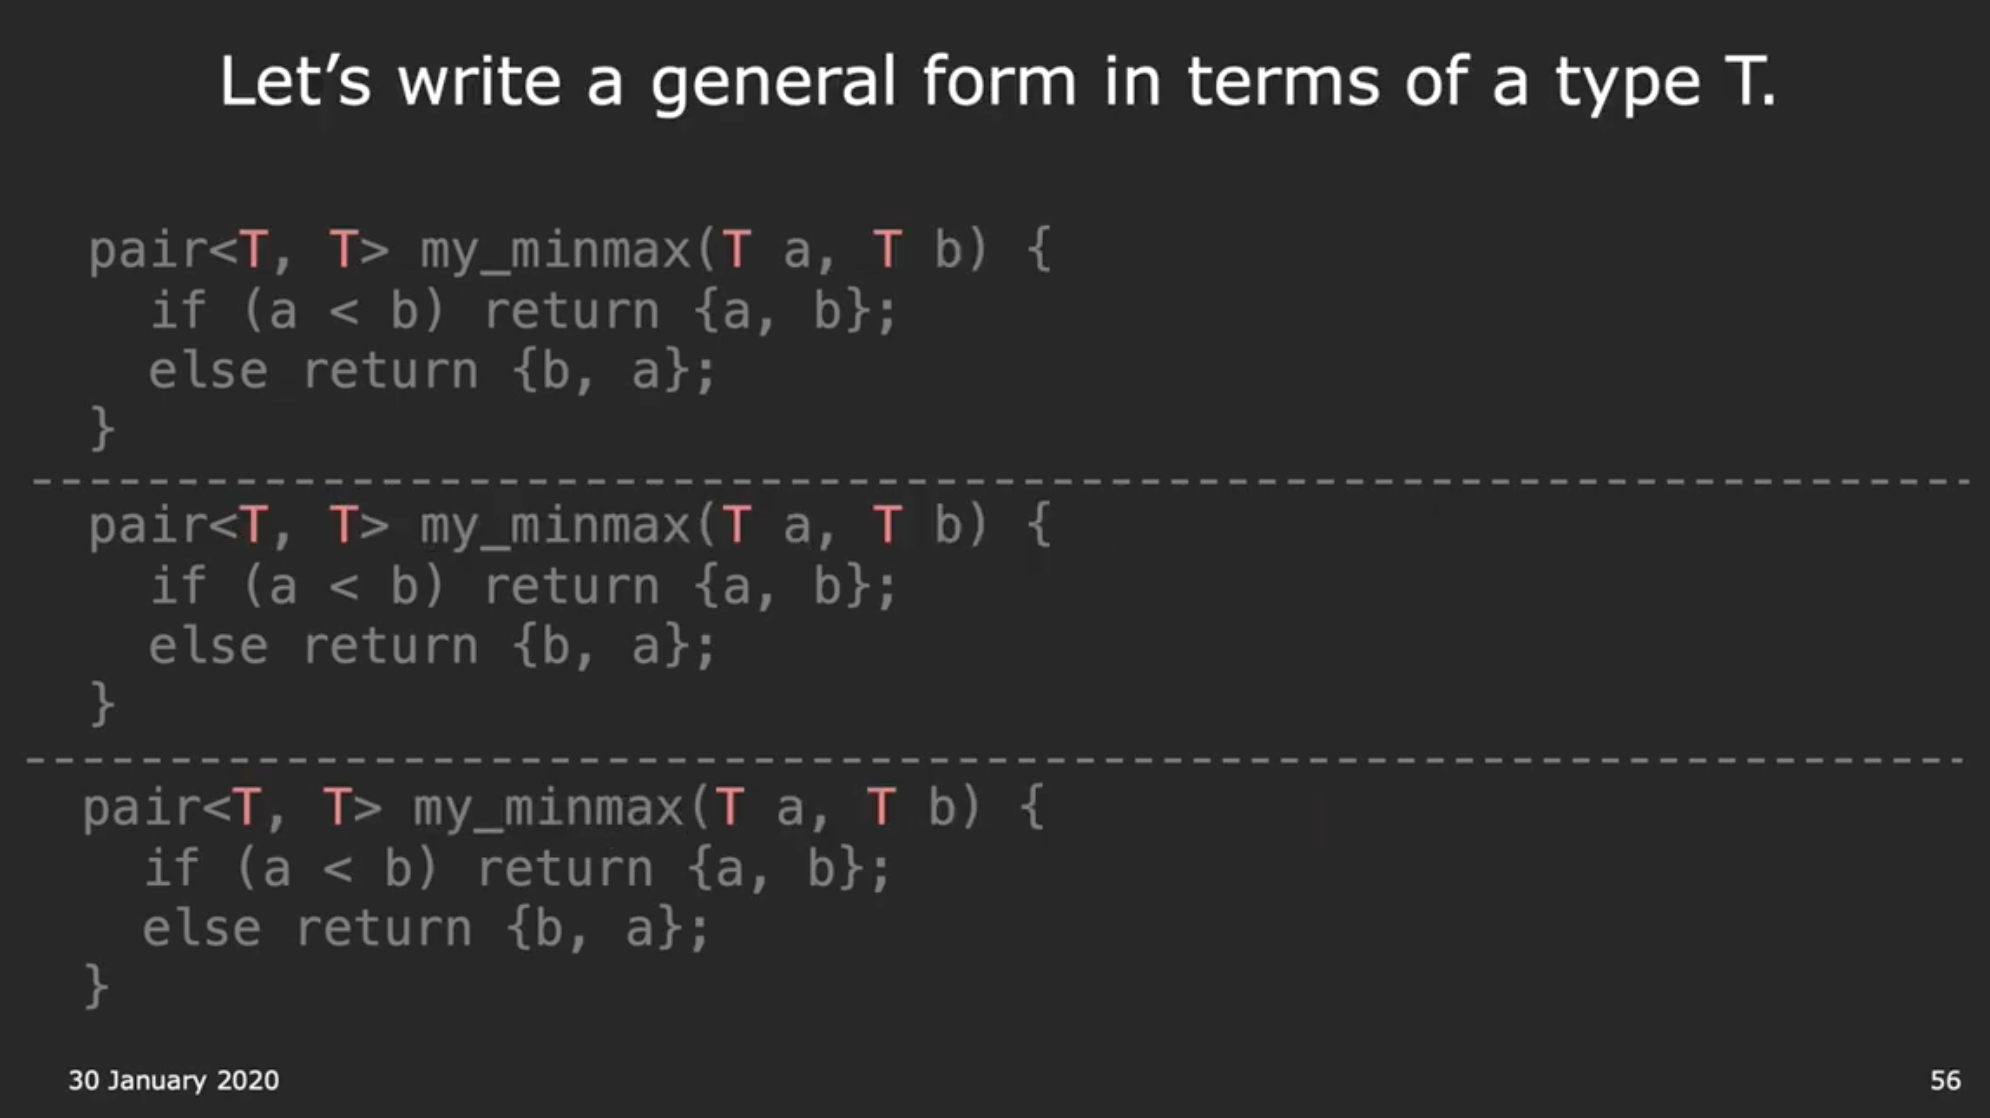 Let’s write a general form in terms of a type T.
pair<T, T> my_minmax(T a, T b) {
if (a < b) return {a, b};
else return {b, a};
}
pair<T, T> my_minmax(T a, T b) {
if (a < b) return {a, b};
else return {b, a};
}
pair<T, T> my_minmax(T a, T b) {
if (a < b) return {a, b};
else return {b, a};
}
30 January 2020
56